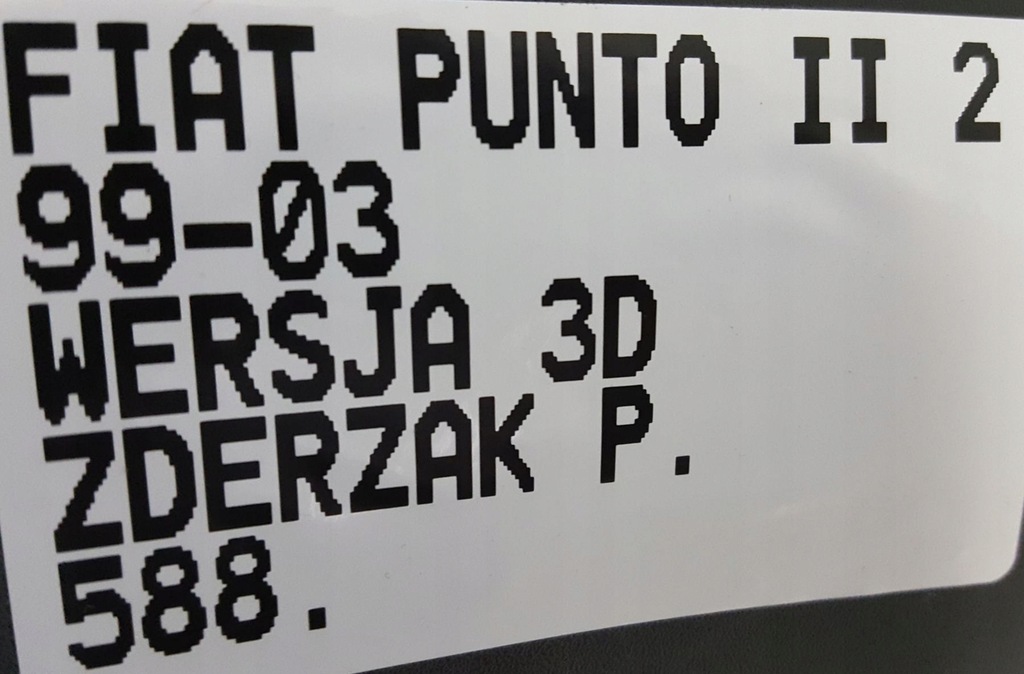 FIAT PUNTO II 2
99-03
WERSJA 3D
ZDERZAK P.
588.